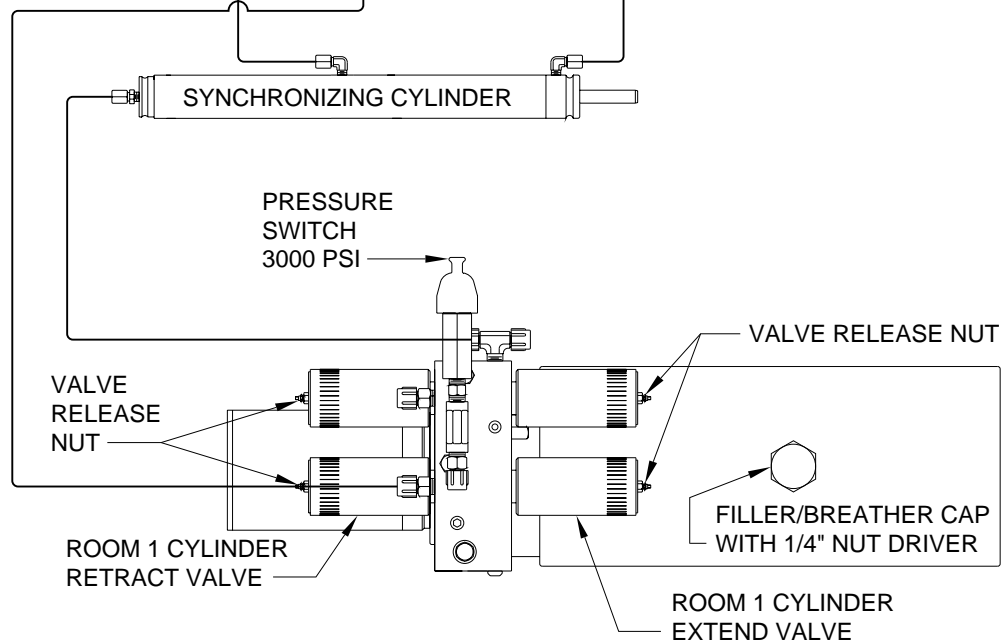 SYNCHRONIZING CYLINDER
PRESSURE
SWITCH
3000 PSI
VALVE RELEASE NUT
VALVE
RELEASE
NUT
FILLER/BREATHER CAP
WITH 1/4" NUT DRIVER
ROOM 1 CYLINDER
RETRACT VALVE
ROOM 1 CYLINDER
EXTEND VALVE